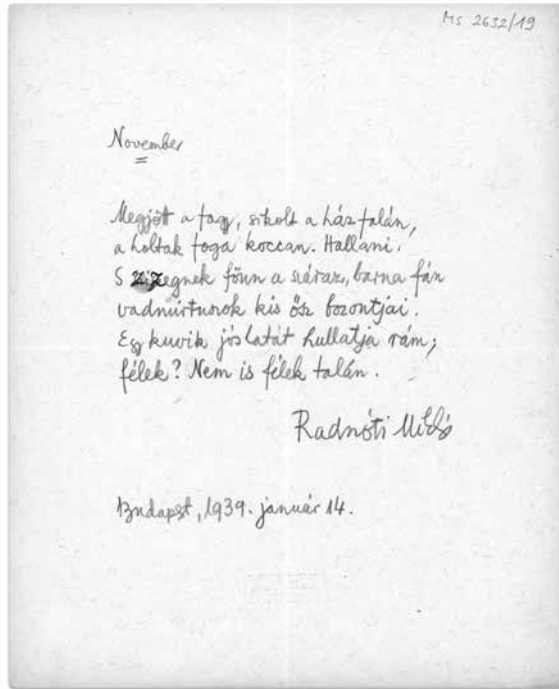 Ms 2632/19
November
Megjött a fagy, sikolt a ház falán,
a holtak foga koccan. Hallani.
S zizegnek fönn a száraz, barna fán
vadmirtusok kis ősz bozontjai.
Egy kuvik jóslatát hullatja rám;
félek? Nem is félek talán.
Radnóti Miklós
Budapest, 1939. január 14.